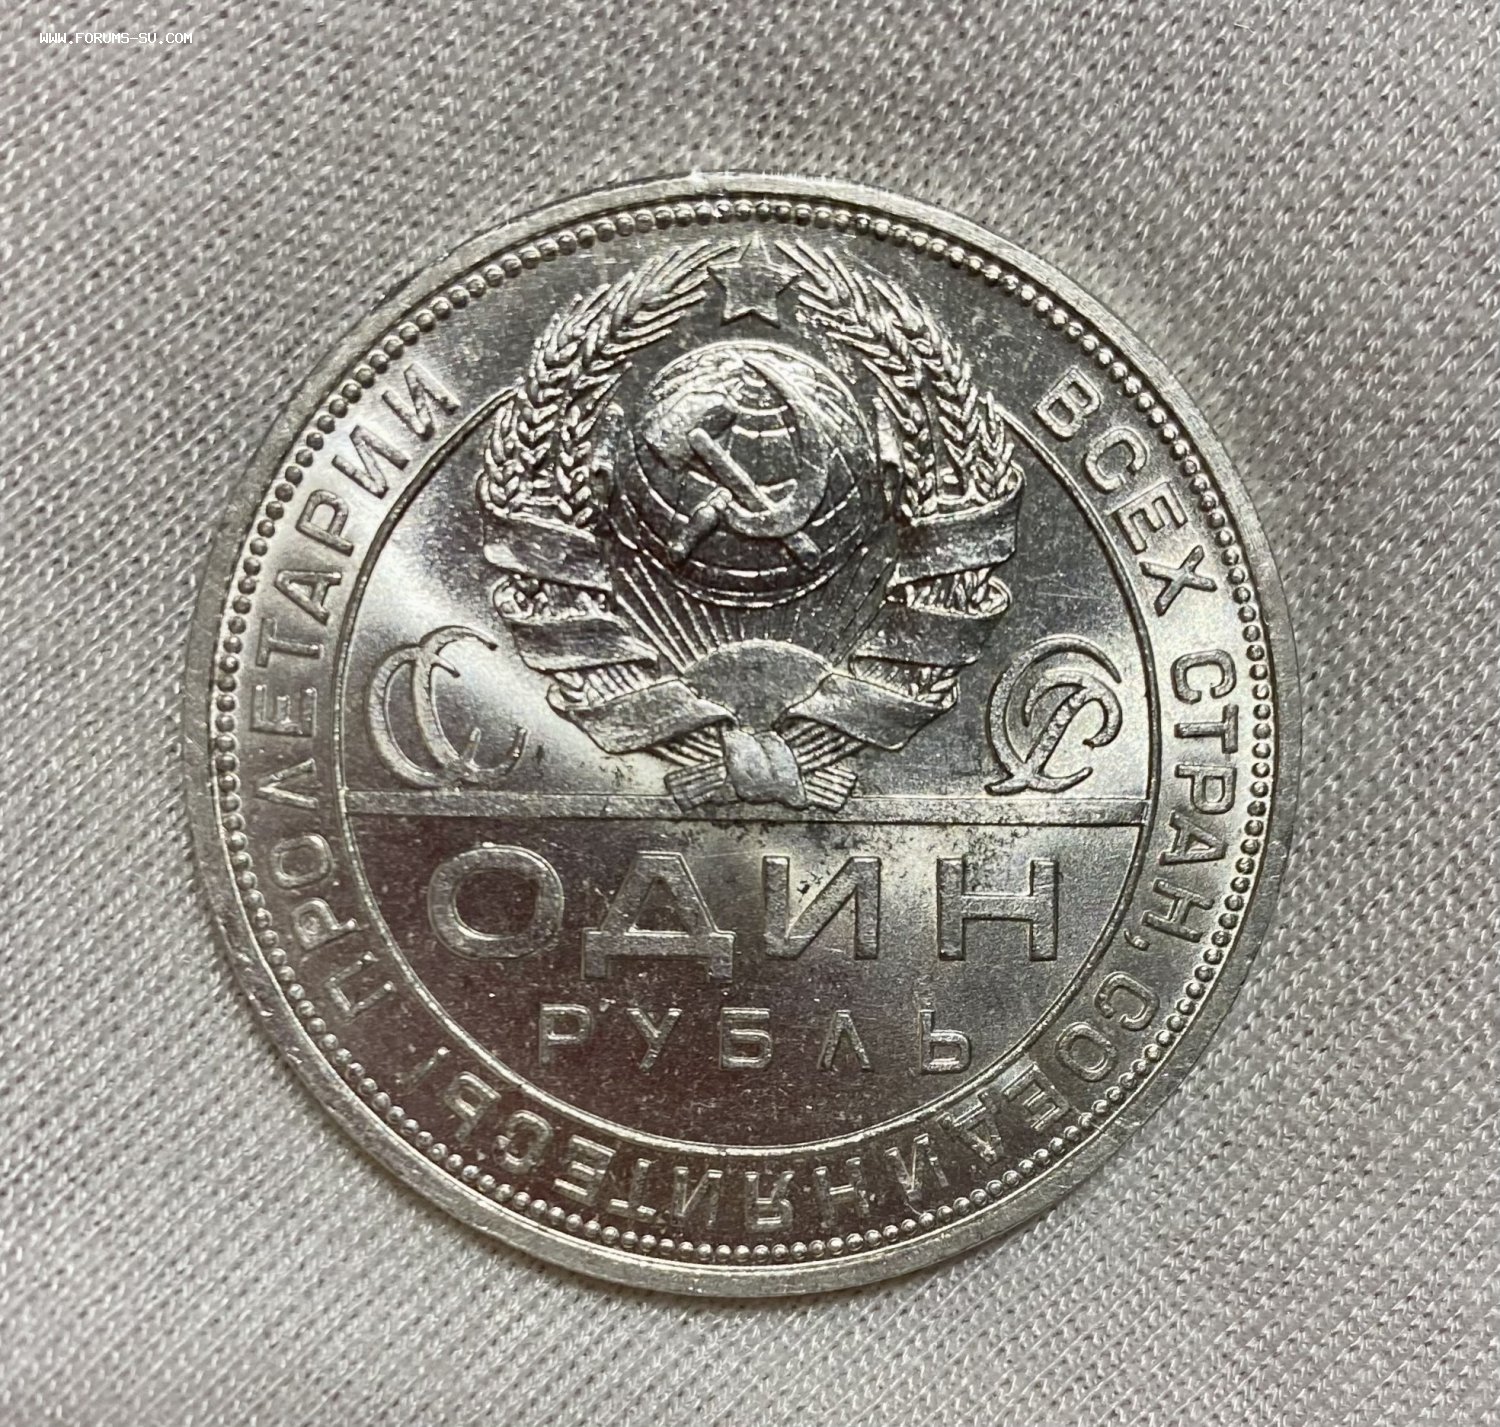 WWW.FORUMS-SU.COM
ПРОЛЕТАРИИ ВСЕХ СТРАН, СОЕДИНЯЙТЕСЬ!
СС СР
ОДИН
РУБЛЬ